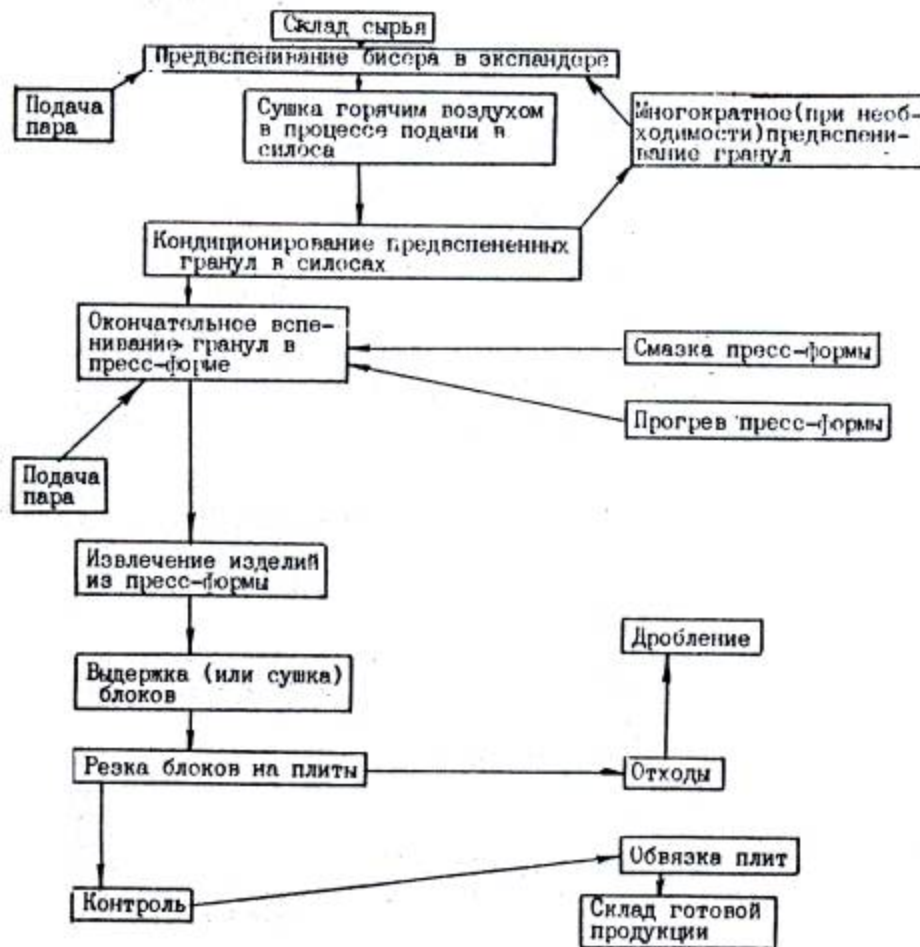 Склад сырья
Предвспенивание бисера в экспандере
Подача
пара
Сушка горячим воздухом
в процессе подачи в
силоса
Многократное(при необ-
ходимости)предвспени-
вание гранул
Кондиционирование предвспененных
гранул в силосах
Окончательное вспе-
нивание гранул в
пресс-форме
Смазка пресс-формы
Прогрев пресс-формы
Подача
пара
Извлечение изделий
из пресс-формы
Дробление
Выдержка (или сушка)
блоков
Резка блоков на плиты
Отходы
Обвязка плит
Контроль
Склад готовой
продукции